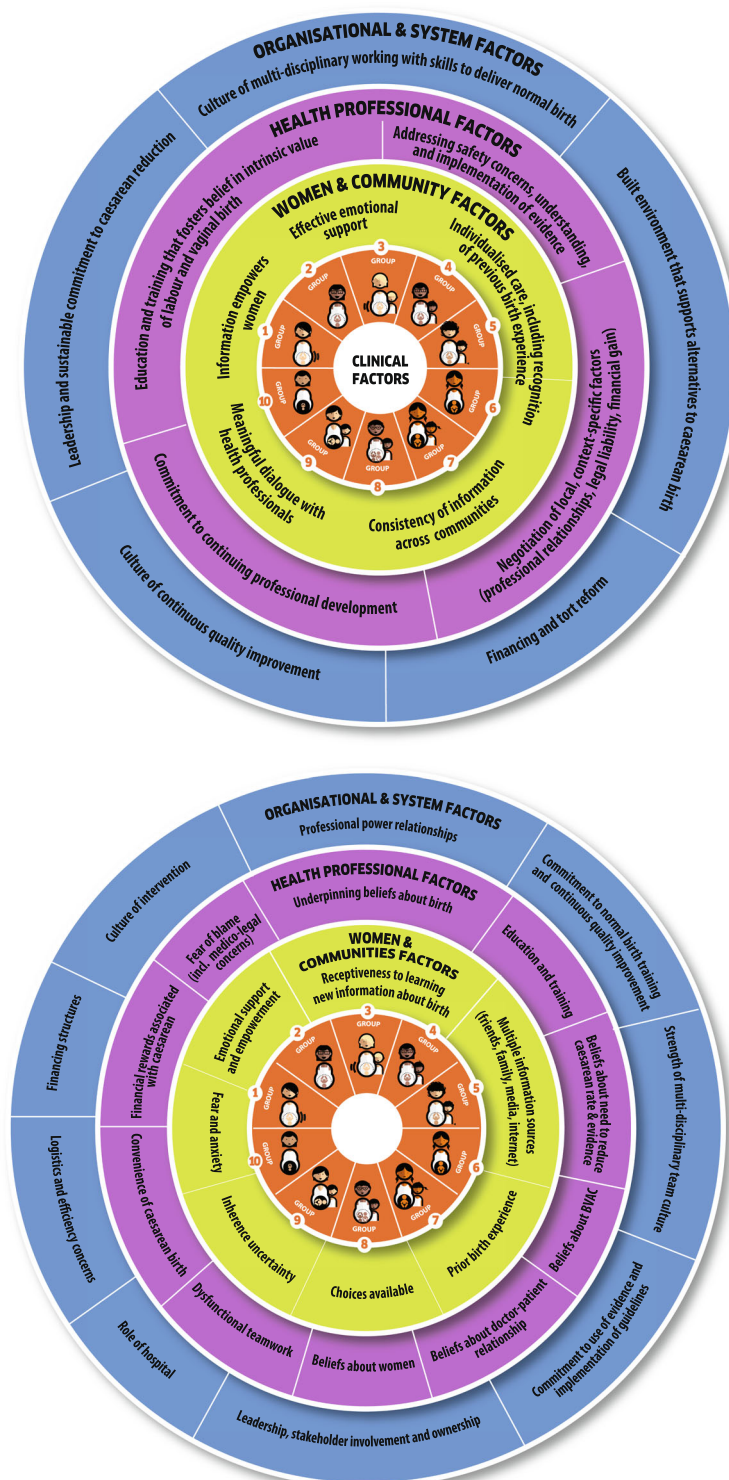 ORGANISATIONAL & SYSTEM FACTORS
Culture of multi-disciplinary working with skills to deliver normal birth
Built environment that supports alternatives to caesarean birth
Financing and tort reform
Culture of continuous quality improvement
Leadership and sustainable commitment to caesarean reduction
HEALTH PROFESSIONAL FACTORS
Addressing safety concerns, understanding,
and implementation of evidence
Negotiation of local, context-specific factors
(professional relationships, legal liability, financial gain)
Commitment to continuing professional development
Education and training that fosters belief in intrinsic value
of labour and vaginal birth
WOMEN & COMMUNITY FACTORS
Effective emotional
support
Individualised care, including recognition
of previous birth experience
Consistency of information
across communities
Meaningful dialogue with
health professionals
Information empowers
women
1
GROUP
2
GROUP
3
GROUP
4
GROUP
5
GROUP
6
GROUP
7
GROUP
8
GROUP
9
GROUP
10
GROUP
CLINICAL
FACTORS
ORGANISATIONAL & SYSTEM FACTORS
Professional power relationships
Commitment to normal birth training
and continuous quality improvement
Strength of multi-disciplinary team culture
Commitment to use of evidence and
implementation of guidelines
Leadership, stakeholder involvement and ownership
Role of hospital
Logistics and efficiency concerns
Financing structures
Culture of intervention
HEALTH PROFESSIONAL FACTORS
Underpinning beliefs about birth
Education and training
Beliefs about need to reduce
caesarean rate & evidence
Beliefs about BVAC
Beliefs about doctor-patient
relationship
Beliefs about women
Dysfunctional teamwork
Convenience of caesarean birth
Financial rewards associated
with caesarean
Fear of blame
(incl. medico-legal
concerns)
WOMEN &
COMMUNITIES FACTORS
Receptiveness to learning
new information about birth
Multiple information sources
(friends, family, media, internet)
Prior birth experience
Choices available
Inherence uncertainty
Fear and anxiety
Emotional support
and empowerment
1
GROUP
2
GROUP
3
GROUP
4
GROUP
5
GROUP
6
GROUP
7
GROUP
8
GROUP
9
GROUP
10
GROUP